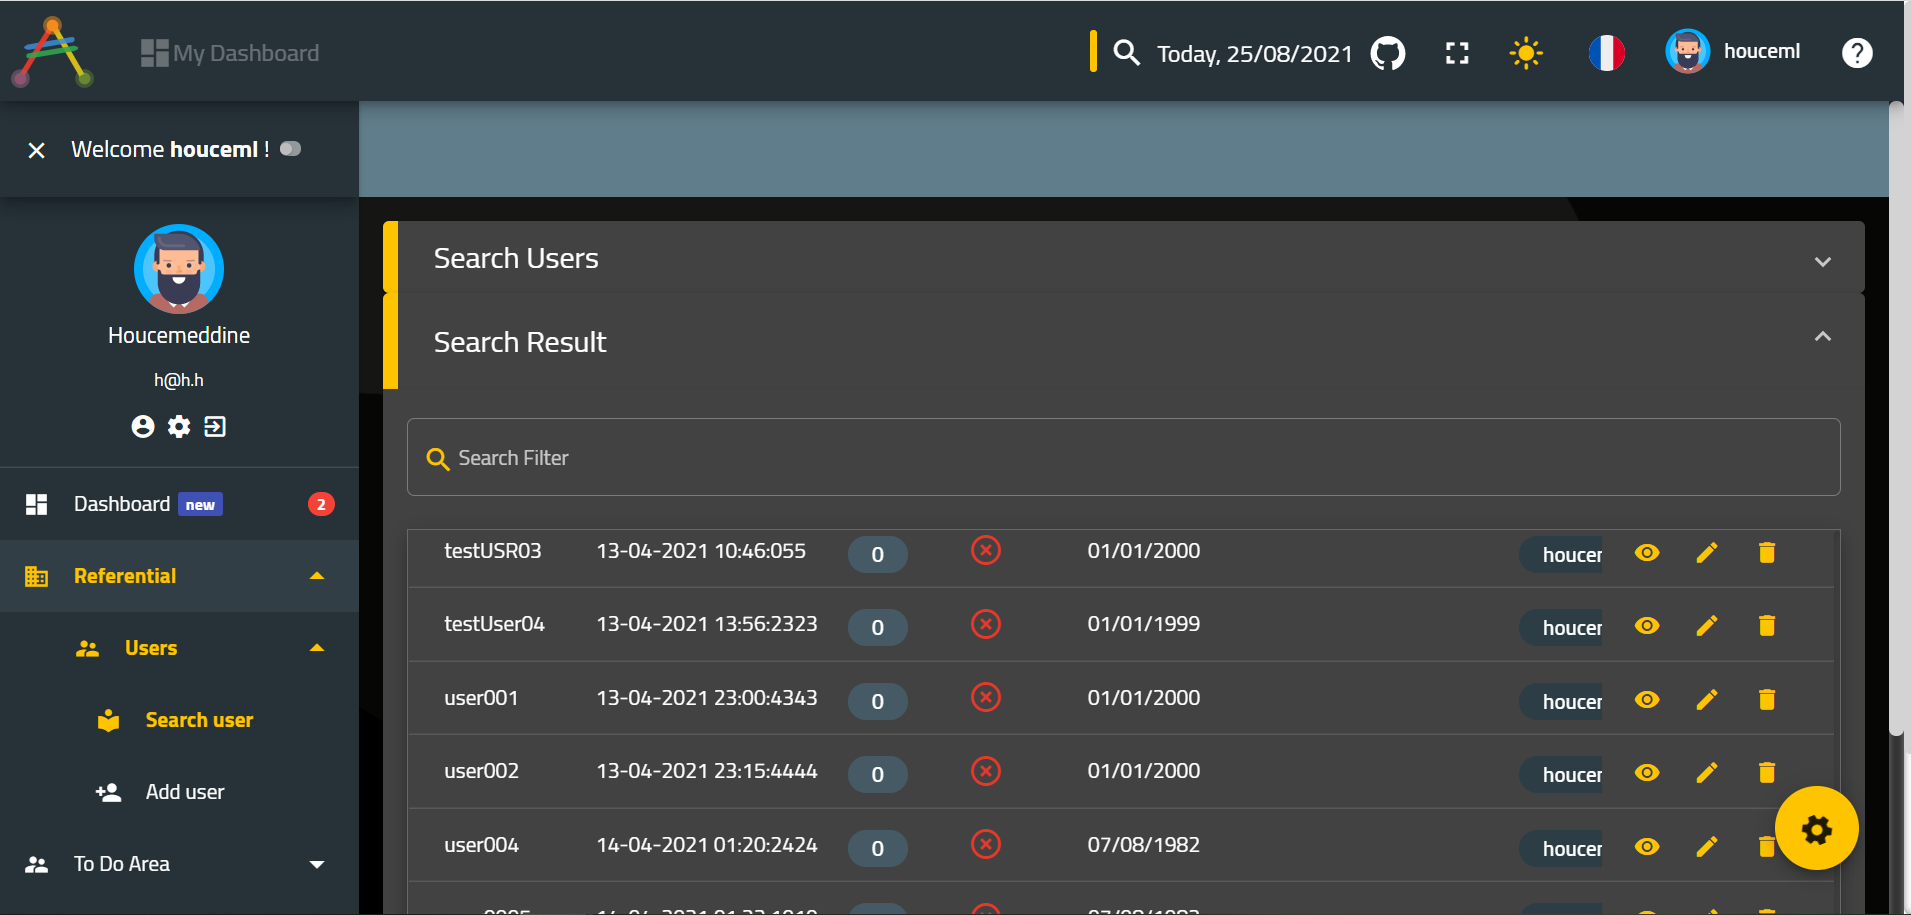 My Dashboard
Today, 25/08/2021
houceml
Welcome houceml !
Houcemeddine
h@h.h
Dashboard new 2
Referential
Users
Search user
Add user
To Do Area
Search Users
Search Result
Search Filter
testUSR03 13-04-2021 10:46:055 0 01/01/2000 houcer
testUser04 13-04-2021 13:56:2323 0 01/01/1999 houcer
user001 13-04-2021 23:00:4343 0 01/01/2000 houcer
user002 13-04-2021 23:15:4444 0 01/01/2000 houcer
user004 14-04-2021 01:20:2424 0 07/08/1982 houcer